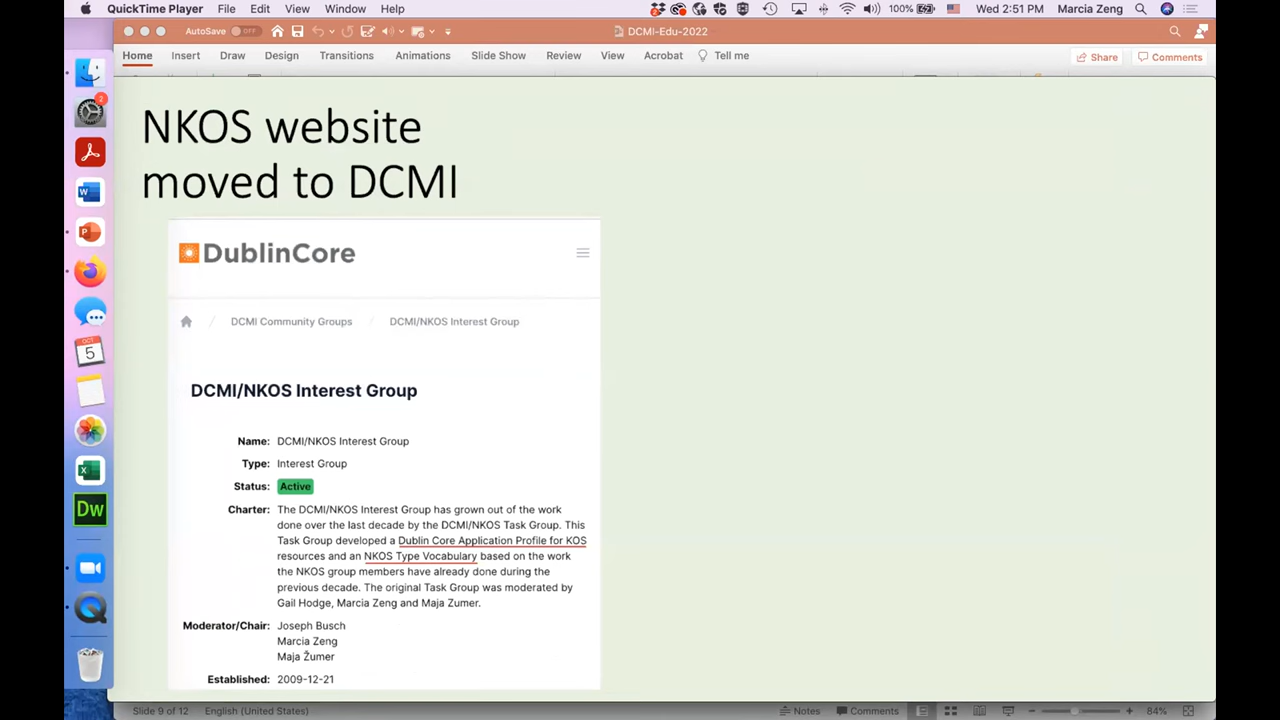 QuickTime Player File Edit View Window Help 100% Wed 2:51 PM Marcia Zeng
AutoSave OFF DCMI-Edu-2022
Home Insert Draw Design Transitions Animations Slide Show Review View Acrobat Tell me Share Comments
NKOS website
moved to DCMI
DublinCore
/ DCMI Community Groups / DCMI/NKOS Interest Group
DCMI/NKOS Interest Group
Name: DCMI/NKOS Interest Group
Type: Interest Group
Status: Active
Charter: The DCMI/NKOS Interest Group has grown out of the work
done over the last decade by the DCMI/NKOS Task Group. This
Task Group developed a Dublin Core Application Profile for KOS
resources and an NKOS Type Vocabulary based on the work
the NKOS group members have already done during the
previous decade. The original Task Group was moderated by
Gail Hodge, Marcia Zeng and Maja Zumer.
Moderator/Chair: Joseph Busch
Marcia Zeng
Maja Žumer
Established: 2009-12-21
2
W
P
OCT
5
X
Dw
Slide 9 of 12 English (United States) Notes Comments 84%